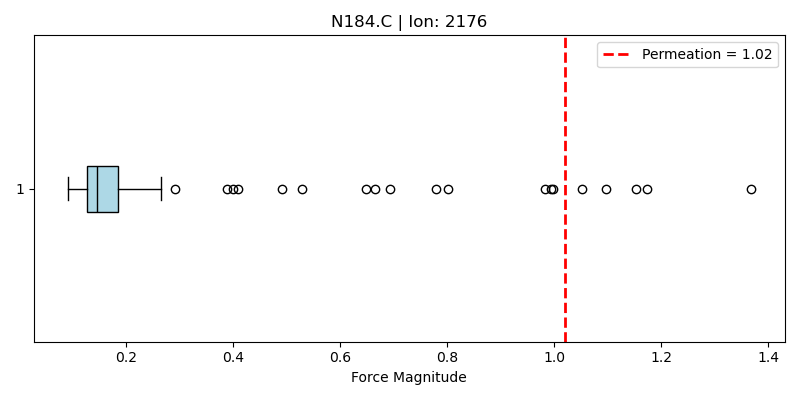 N184.C | Ion: 2176
Permeation = 1.02
1
0.2 0.4 0.6 0.8 1.0 1.2 1.4
Force Magnitude